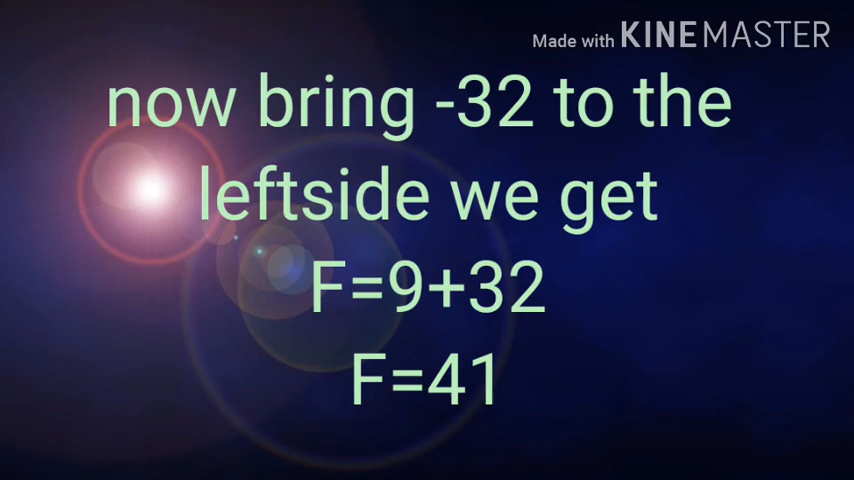 Made with KINEMASTER
now bring -32 to the
leftside we get
F=9+32
F=41